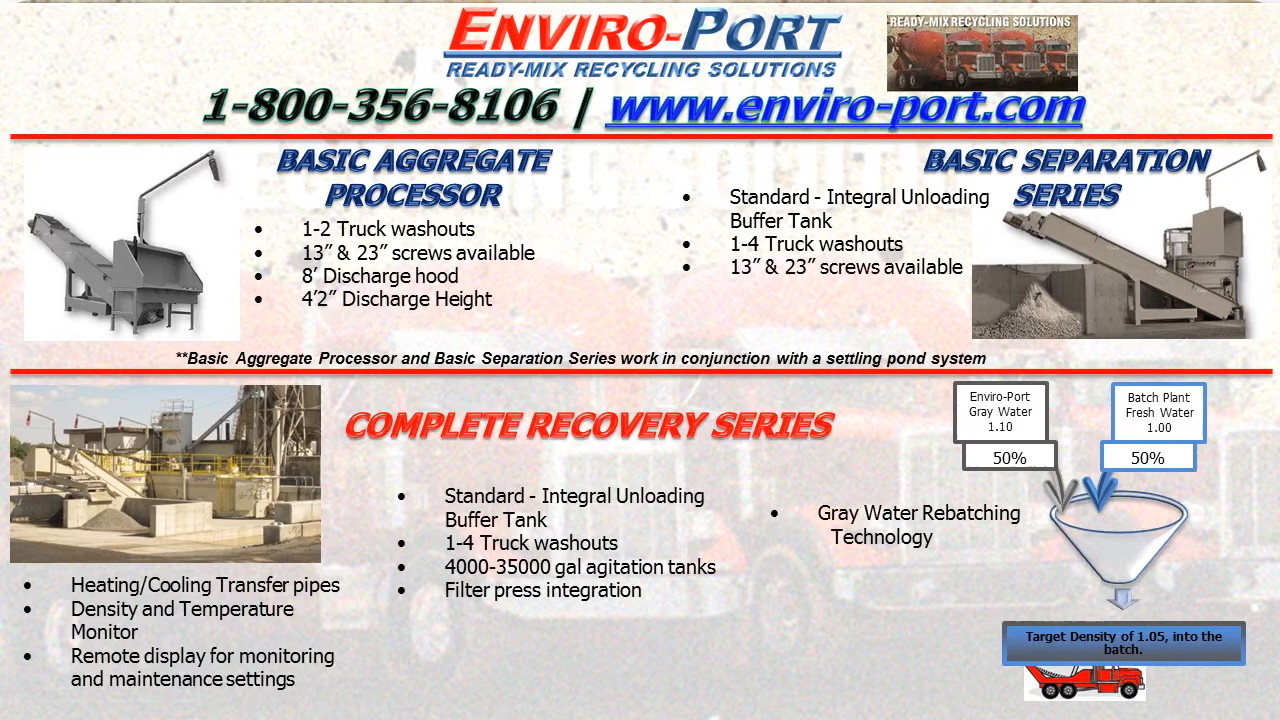 ENVIRO-PORT
READY-MIX RECYCLING SOLUTIONS
READY-MIX RECYCLING SOLUTIONS
1-800-356-8106 | www.enviro-port.com
BASIC AGGREGATE
PROCESSOR
• 1-2 Truck washouts
• 13” & 23” screws available
• 8’ Discharge hood
• 4’2” Discharge Height
BASIC SEPARATION
SERIES
• Standard - Integral Unloading
Buffer Tank
• 1-4 Truck washouts
• 13” & 23” screws available
**Basic Aggregate Processor and Basic Separation Series work in conjunction with a settling pond system
COMPLETE RECOVERY SERIES
• Heating/Cooling Transfer pipes
• Density and Temperature
Monitor
• Remote display for monitoring
and maintenance settings
• Standard - Integral Unloading
Buffer Tank
• 1-4 Truck washouts
• 4000-35000 gal agitation tanks
• Filter press integration
• Gray Water Rebatching
Technology
Enviro-Port
Gray Water
1.10
50%
Batch Plant
Fresh Water
1.00
50%
Target Density of 1.05, into the
batch.